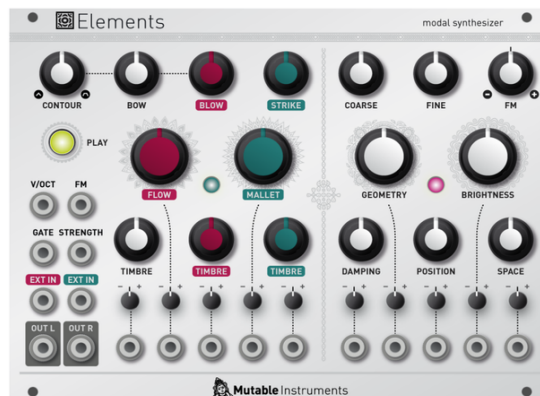 Elements
modal synthesizer
CONTOUR BOW BLOW STRIKE COARSE FINE FM
PLAY
FLOW MALLET GEOMETRY BRIGHTNESS
V/OCT FM
GATE STRENGTH
TIMBRE TIMBRE TIMBRE DAMPING POSITION SPACE
EXT IN EXT IN
OUT L OUT R
Mutable Instruments